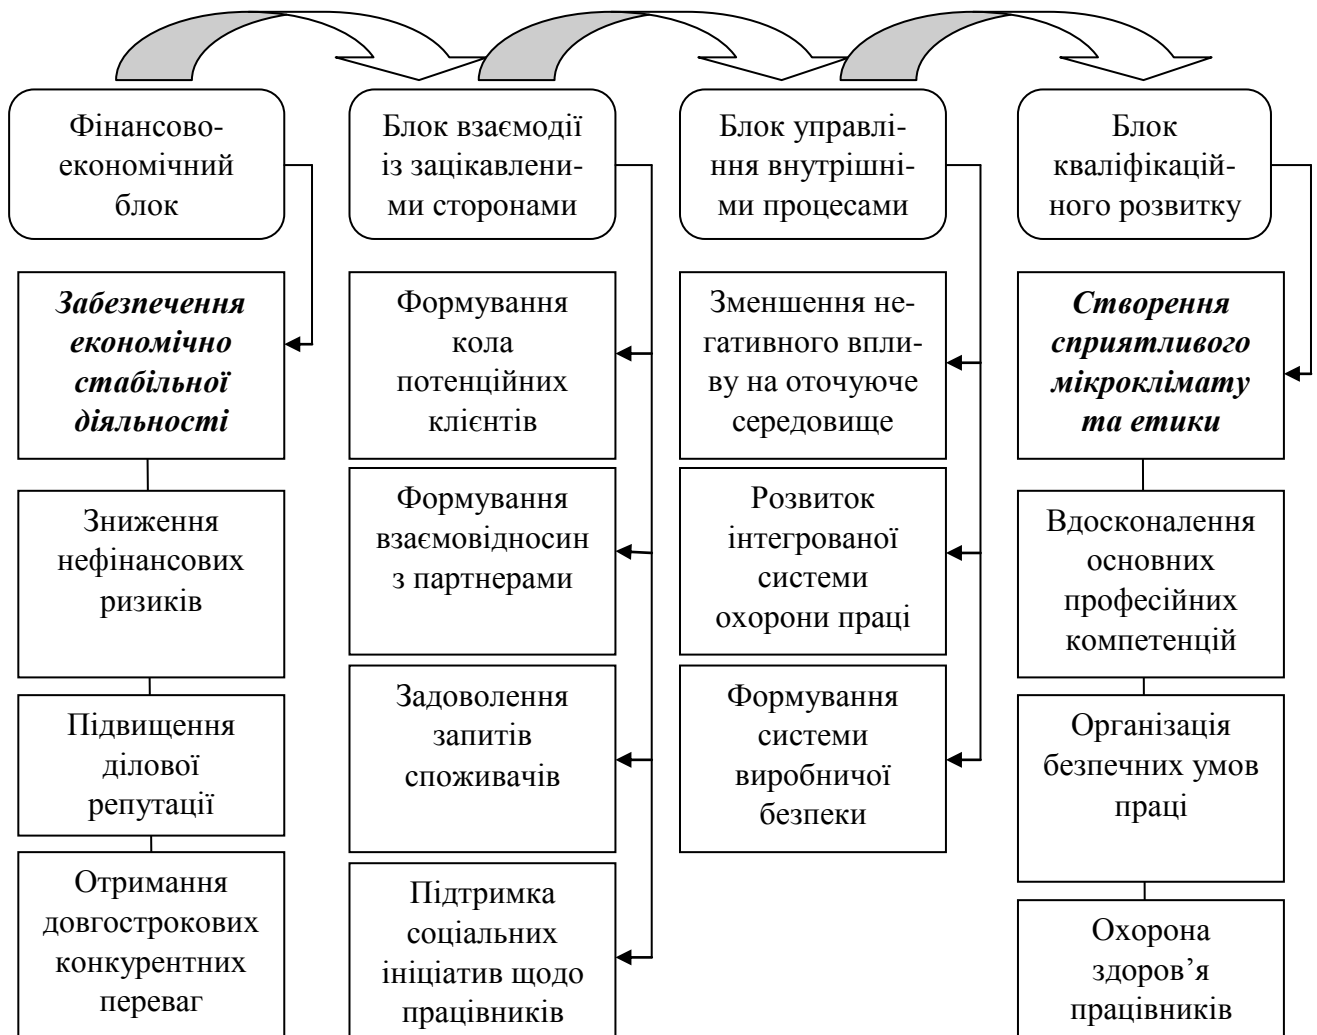 Фінансово-
економічний
блок
Блок взаємодії
із зацікавлени-
ми сторонами
Блок управлі-
ння внутрішні-
ми процесами
Блок
кваліфікацій-
ного розвитку
Забезпечення
економічно
стабільної
діяльності
Зниження
нефінансових
ризиків
Підвищення
ділової
репутації
Отримання
довгострокових
конкурентних
переваг
Формування
кола
потенційних
клієнтів
Формування
взаємовідносин
з партнерами
Задоволення
запитів
споживачів
Підтримка
соціальних
ініціатив щодо
працівників
Зменшення не-
гативного впли-
ву на оточуюче
середовище
Розвиток
інтегрованої
системи
охорони праці
Формування
системи
виробничої
безпеки
Створення
сприятливого
мікроклімату
та етики
Вдосконалення
основних
професійних
компетенцій
Організація
безпечних умов
праці
Охорона
здоров’я
працівників